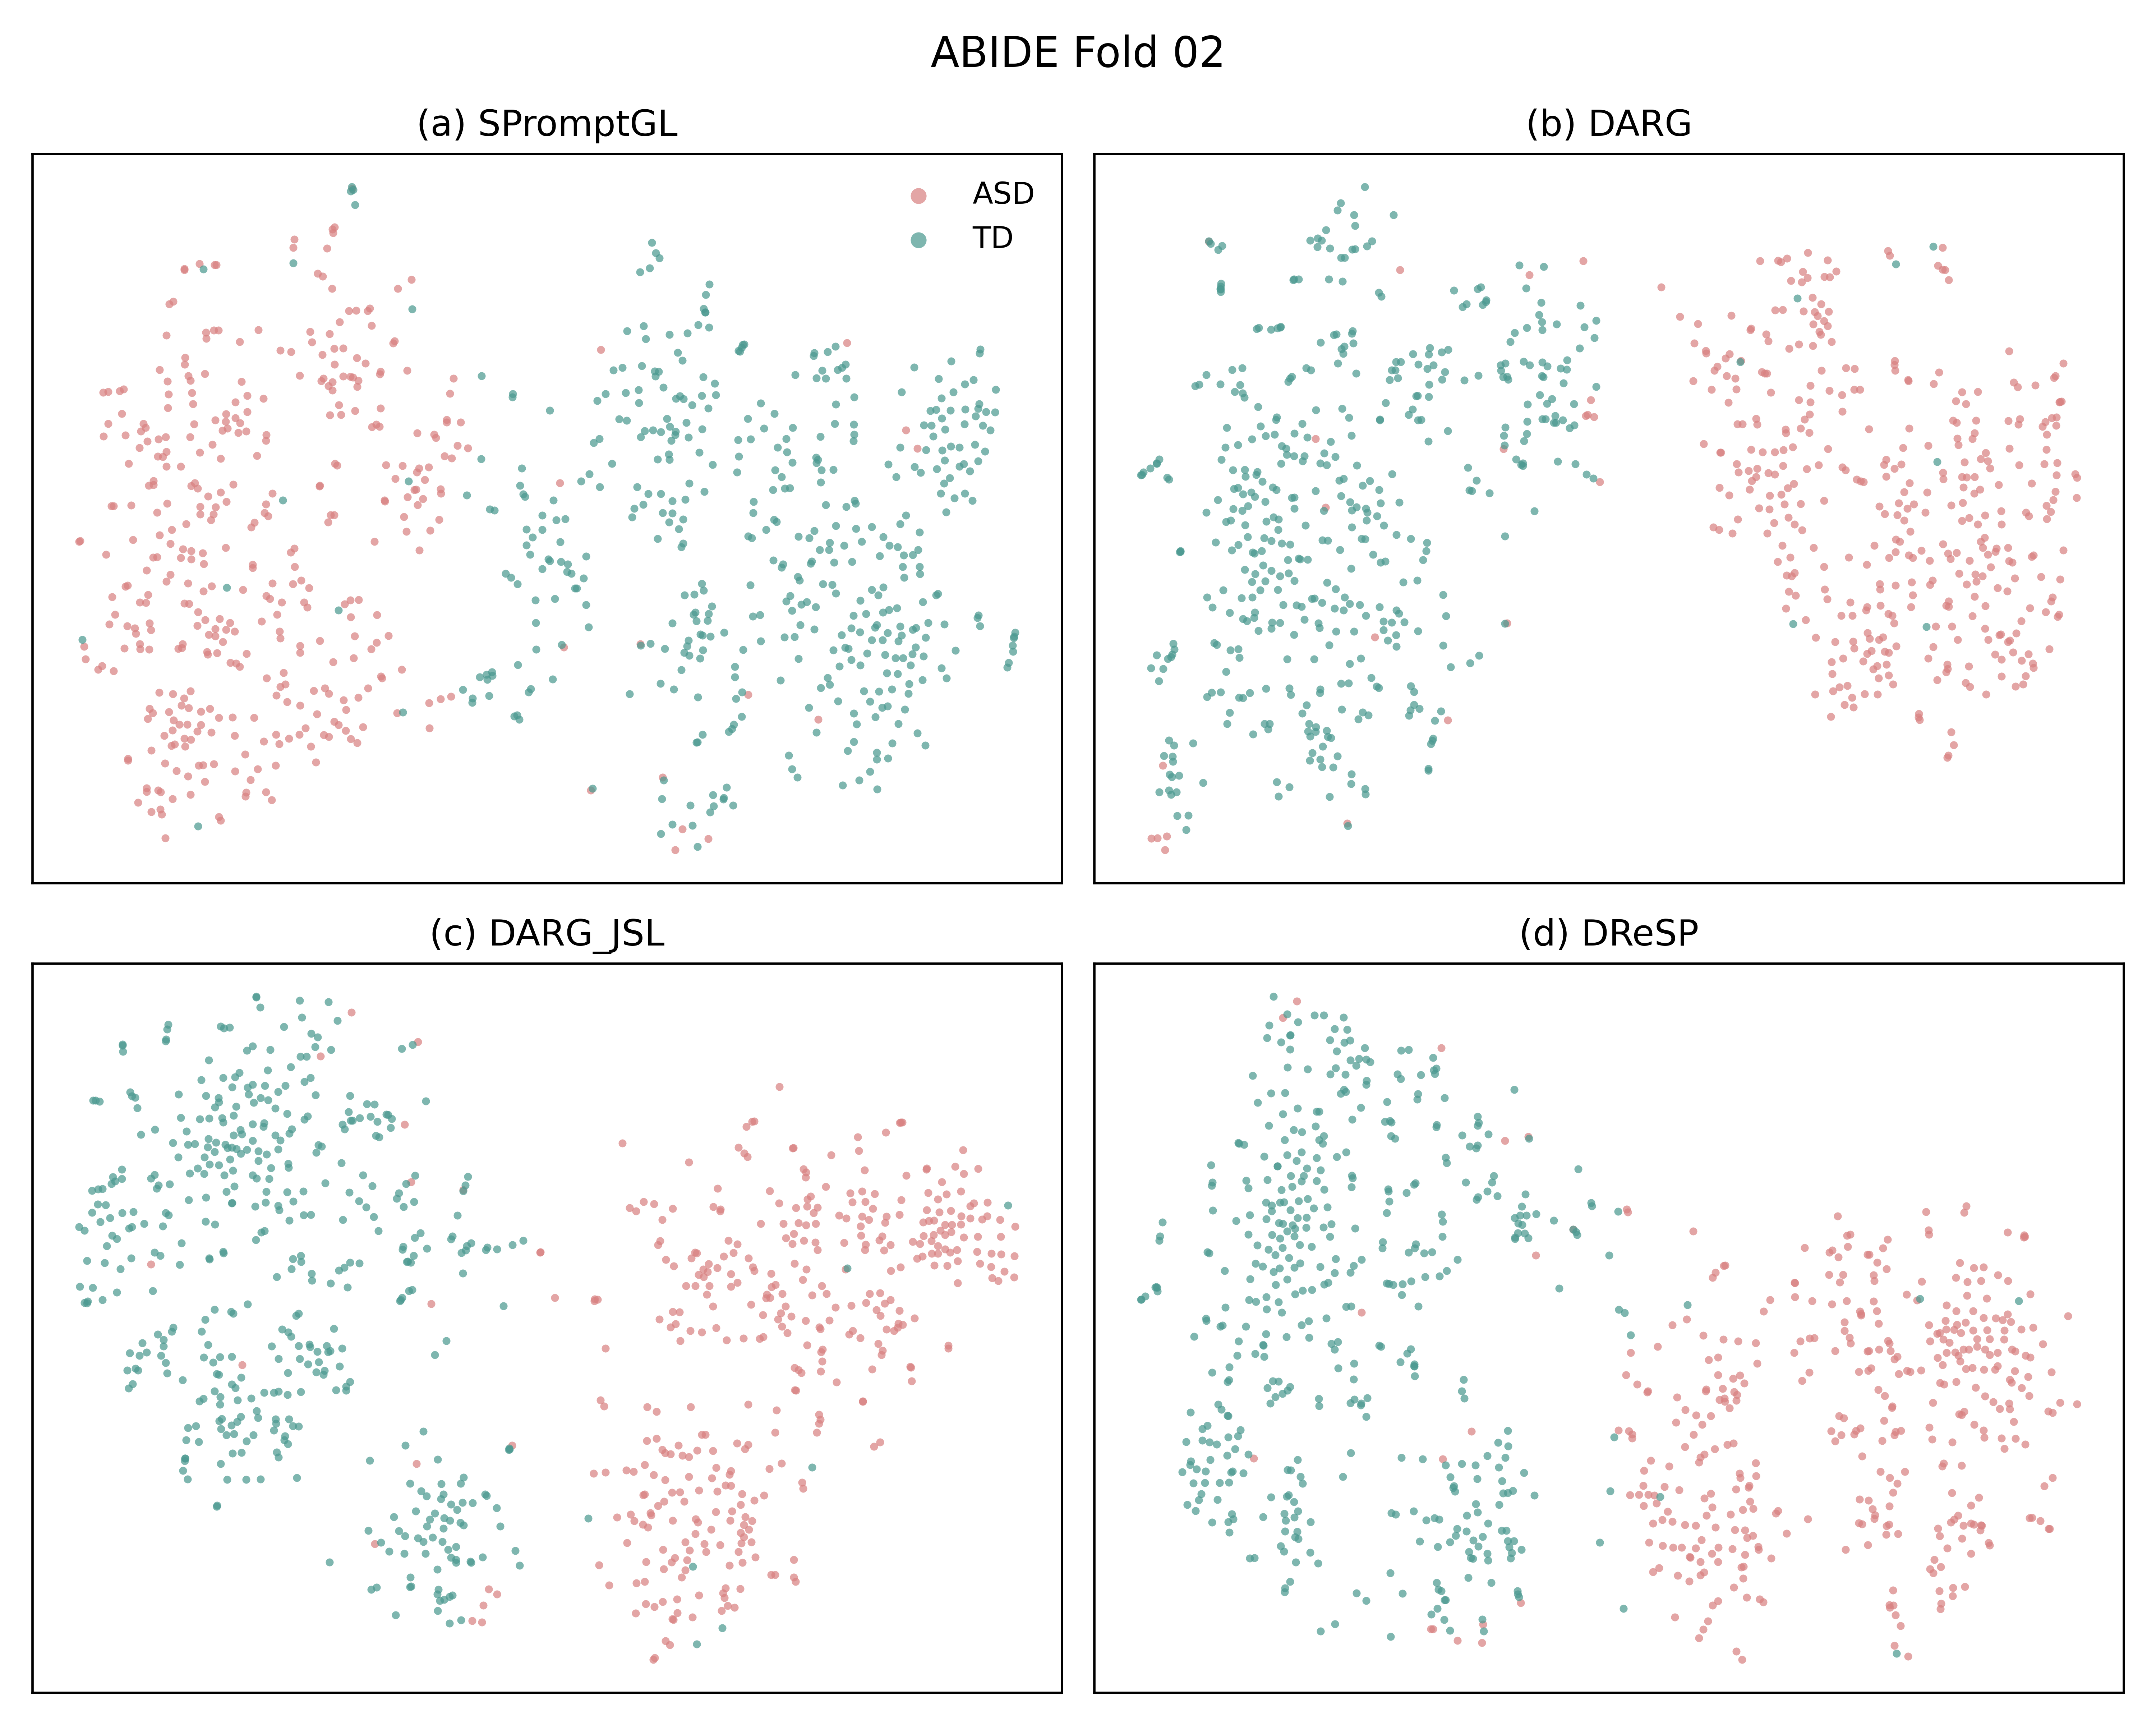 ABIDE Fold 02
(a) SPromptGL
(b) DARG
ASD
TD
(c) DARG_JSL
(d) DReSP